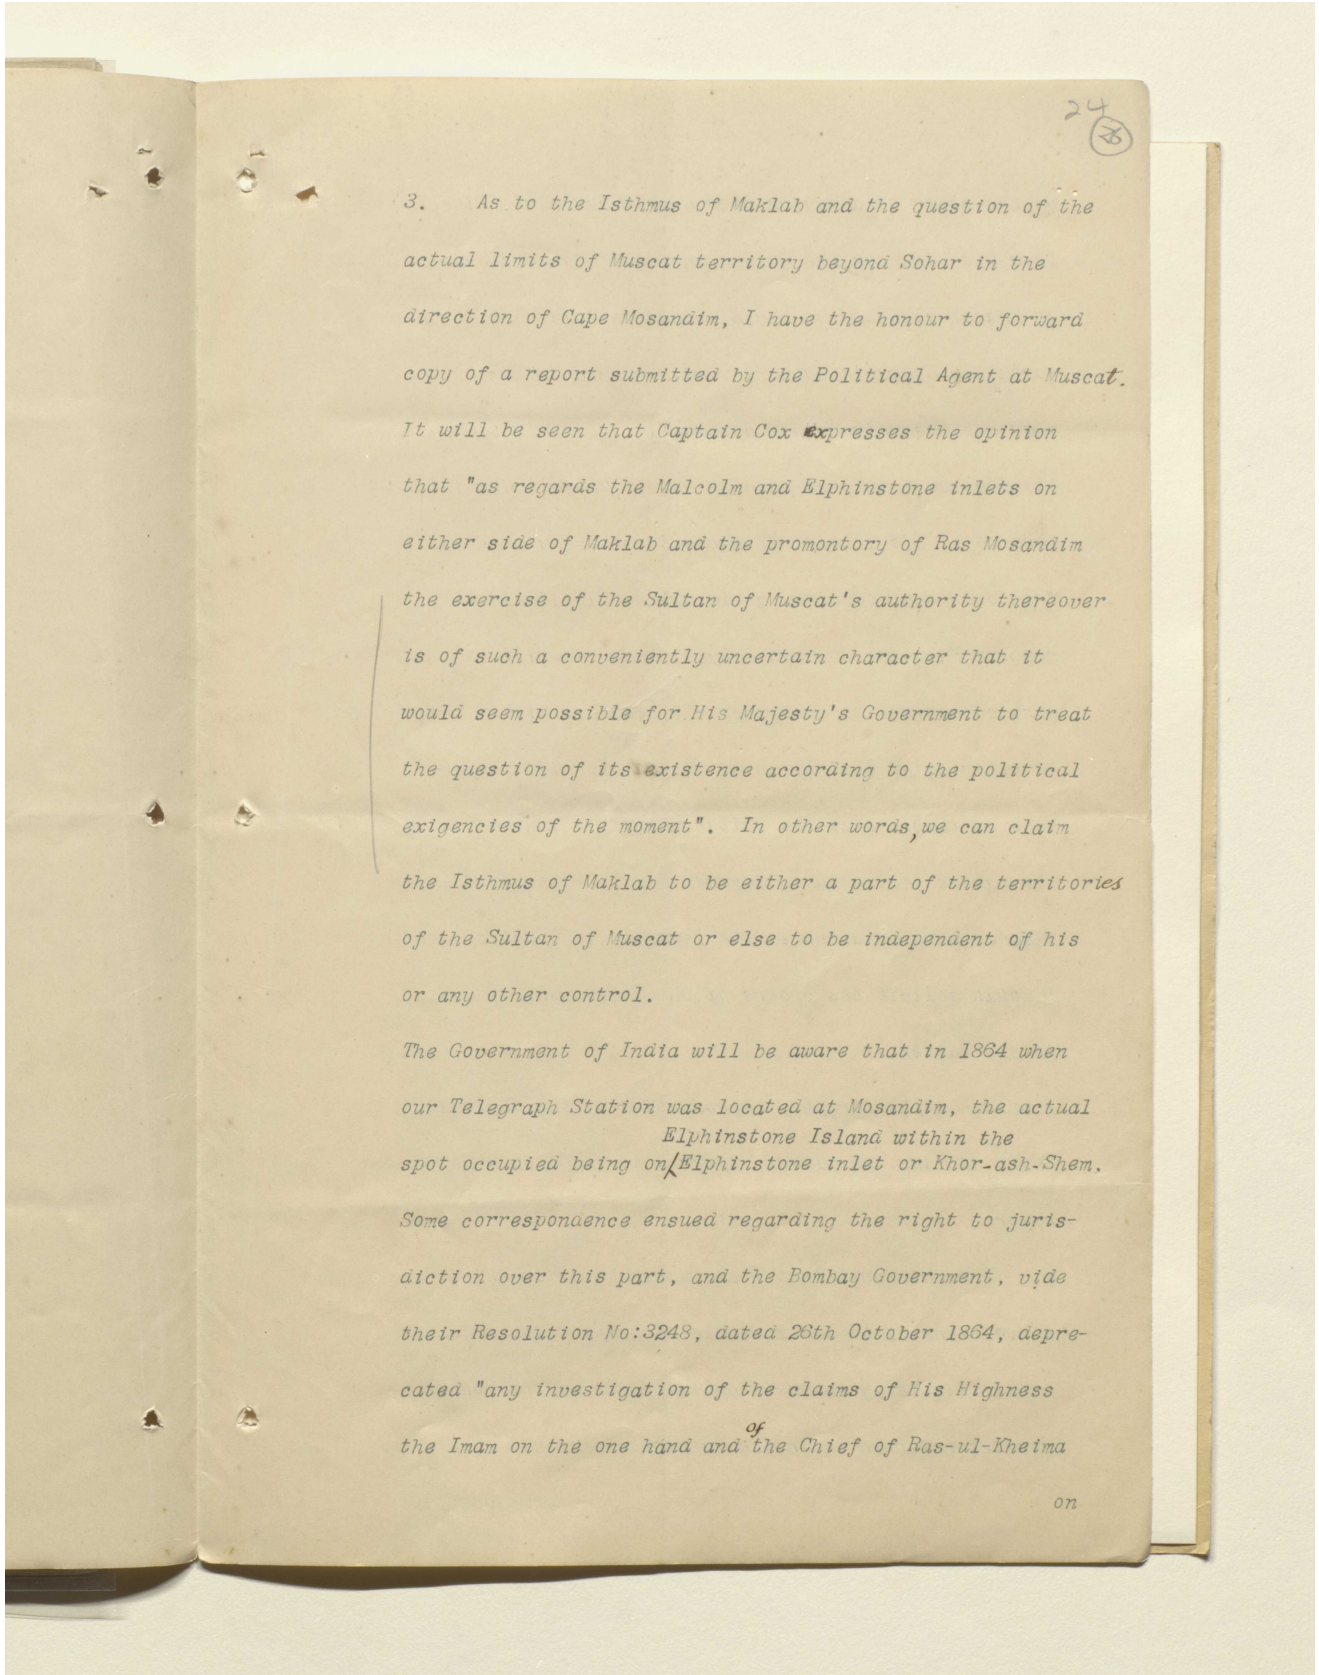 24
26
3. As to the Isthmus of Maklab and the question of the
actual limits of Muscat territory beyond Sohar in the
direction of Cape Mosandim, I have the honour to forward
copy of a report submitted by the Political Agent at Muscat.
It will be seen that Captain Cox expresses the opinion
that "as regards the Malcolm and Elphinstone inlets on
either side of Maklab and the promontory of Ras Mosandim
the exercise of the Sultan of Muscat's authority thereover
is of such a conveniently uncertain character that it
would seem possible for His Majesty's Government to treat
the question of its existence according to the political
exigencies of the moment". In other words, we can claim
the Isthmus of Maklab to be either a part of the territories
of the Sultan of Muscat or else to be independent of his
or any other control.
The Government of India will be aware that in 1864 when
our Telegraph Station was located at Mosandim, the actual
Elphinstone Island within the
spot occupied being on Elphinstone inlet or Khor-ash-Shem.
Some correspondence ensued regarding the right to juris-
diction over this part, and the Bombay Government, vide
their Resolution No:3248, dated 26th October 1864, depre-
cated "any investigation of the claims of His Highness
of
the Imam on the one hand and the Chief of Ras-ul-Kheima
on